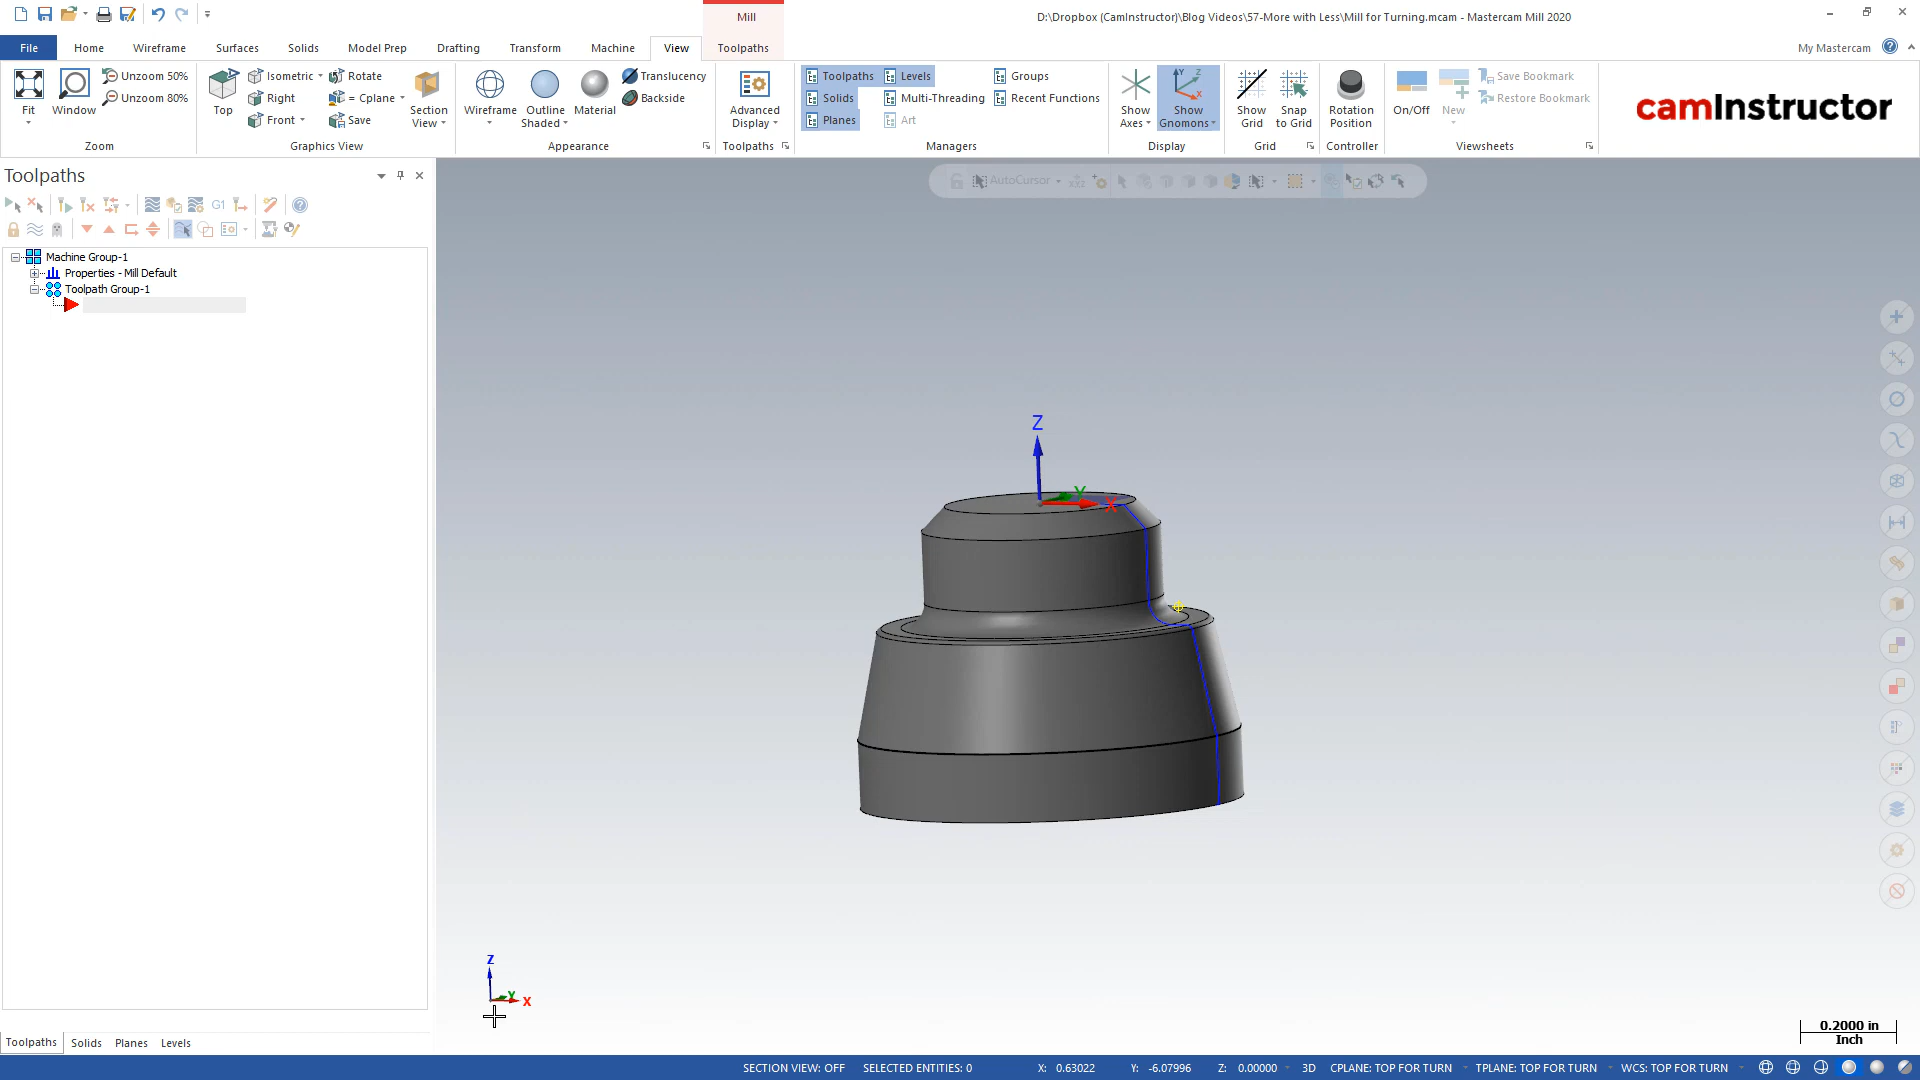 Mill
D:\Dropbox (CamInstructor)\Blog Videos\57-More with Less\Mill for Turning.mcam - Mastercam Mill 2020
File Home Wireframe Surfaces Solids Model Prep Drafting Transform Machine View Toolpaths My Mastercam
Unzoom 50% Isometric Rotate Translucency Toolpaths Levels Groups Save Bookmark
Unzoom 80% Right = Cplane Backside Solids Multi-Threading Recent Functions Restore Bookmark
Front Save Planes Art
Fit Window Top Section View Wireframe Outline Shaded Material Advanced Display Show Axes Show Gnomons Show Grid Snap to Grid Rotation Position On/Off New
camInstructor
Zoom Graphics View Appearance Toolpaths Managers Display Grid Controller Viewsheets
Toolpaths
AutoCursor
xyz
G1
Machine Group-1
Properties - Mill Default
Toolpath Group-1
Z
Y
X
Z
Y
X
0.2000 in
Inch
Toolpaths Solids Planes Levels
SECTION VIEW: OFF SELECTED ENTITIES: 0 X: 0.63022 Y: -6.07996 Z: 0.00000 3D CPLANE: TOP FOR TURN TPLANE: TOP FOR TURN WCS: TOP FOR TURN